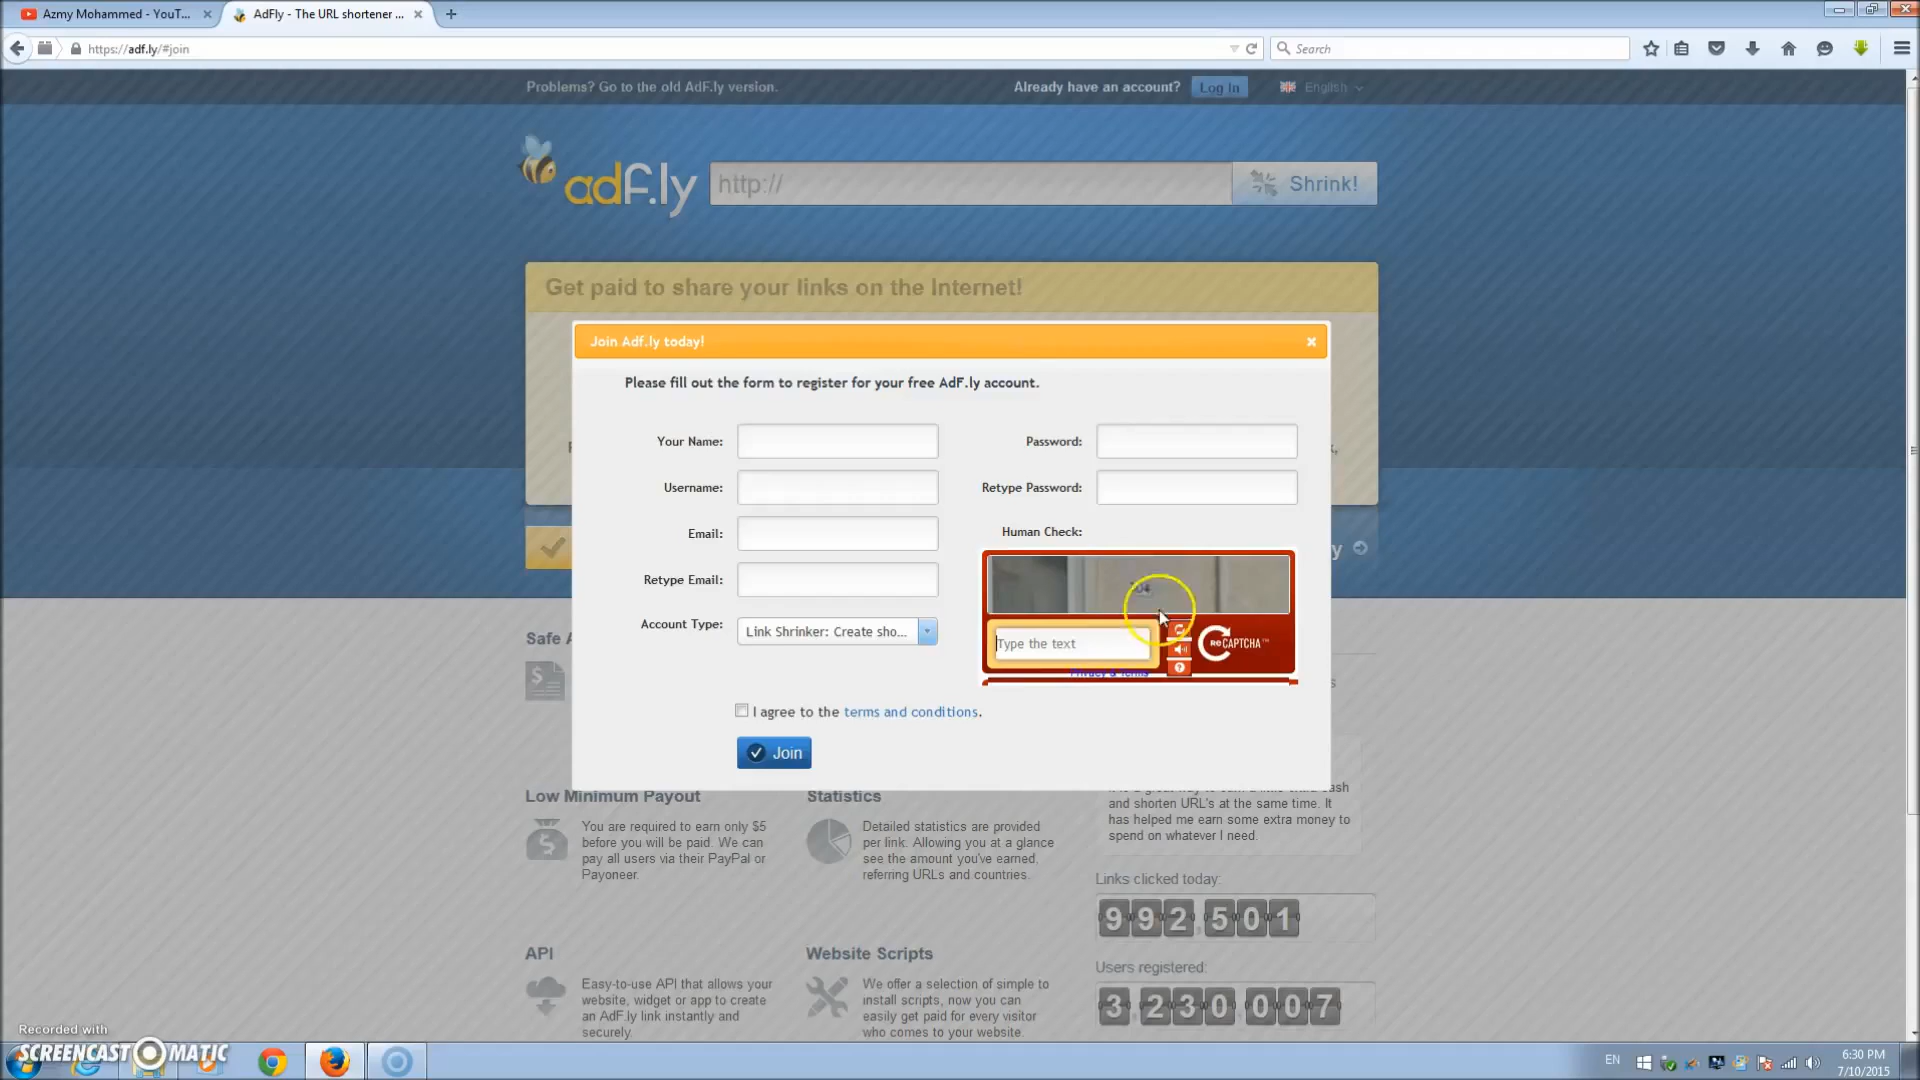 Azmy Mohammed - YouT...
AdFly - The URL shortener ...
https://adf.ly/#join
Search
Problems? Go to the old AdF.ly version.
Already have an account?
Log In
English
adf.ly
http://
Shrink!
Get paid to share your links on the Internet!
Join Adf.ly today!
Please fill out the form to register for your free AdF.ly account.
Your Name:
Password:
Username:
Retype Password:
Email:
Human Check:
Retype Email:
Account Type:
Link Shrinker: Create sho...
Type the text
reCAPTCHA™
Privacy & Terms
I agree to the terms and conditions.
Join
Safe
Low Minimum Payout
You are required to earn only $5
before you will be paid. We can
pay all users via their PayPal or
Payoneer.
Statistics
Detailed statistics are provided
per link. Allowing you at a glance
see the amount you've earned,
referring URLs and countries.
and shorten URL's at the same time. It
has helped me earn some extra money to
spend on whatever I need.
Links clicked today:
992,501
API
Easy-to-use API that allows your
website, widget or app to create
an AdF.ly link instantly and
securely.
Website Scripts
We offer a selection of simple to
install scripts, now you can
easily get paid for every visitor
who comes to your website.
Users registered:
3,230,007
Recorded with
SCREENCAST-O-MATIC
EN
6:30 PM
7/10/2015